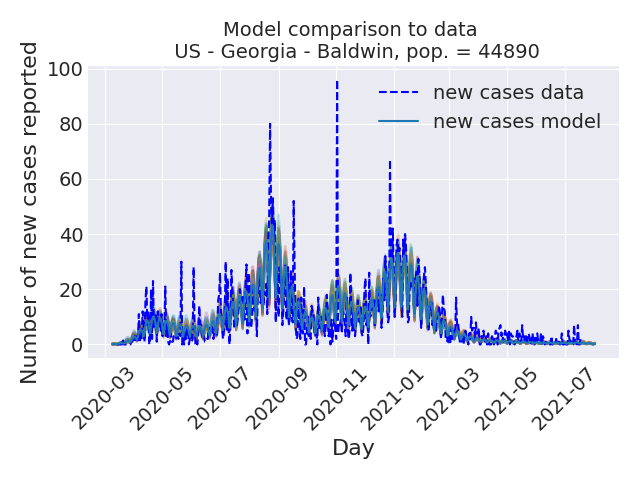 Model comparison to data
US - Georgia - Baldwin, pop. = 44890
Number of new cases reported
100
80
60
40
20
0
new cases data
new cases model
2020-03
2020-05
2020-07
2020-09
2020-11
2021-01
2021-03
2021-05
2021-07
Day